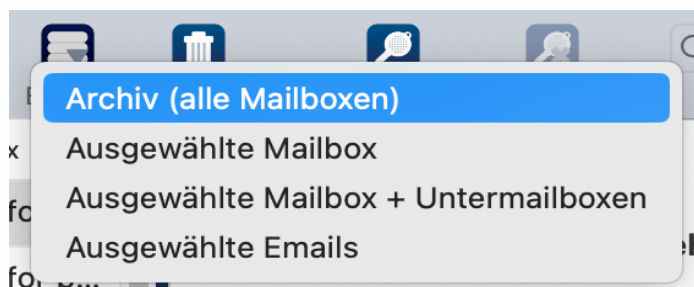 Archiv (alle Mailboxen)
x
Ausgewählte Mailbox
Ausgewählte Mailbox + Untermailboxen
Ausgewählte Emails